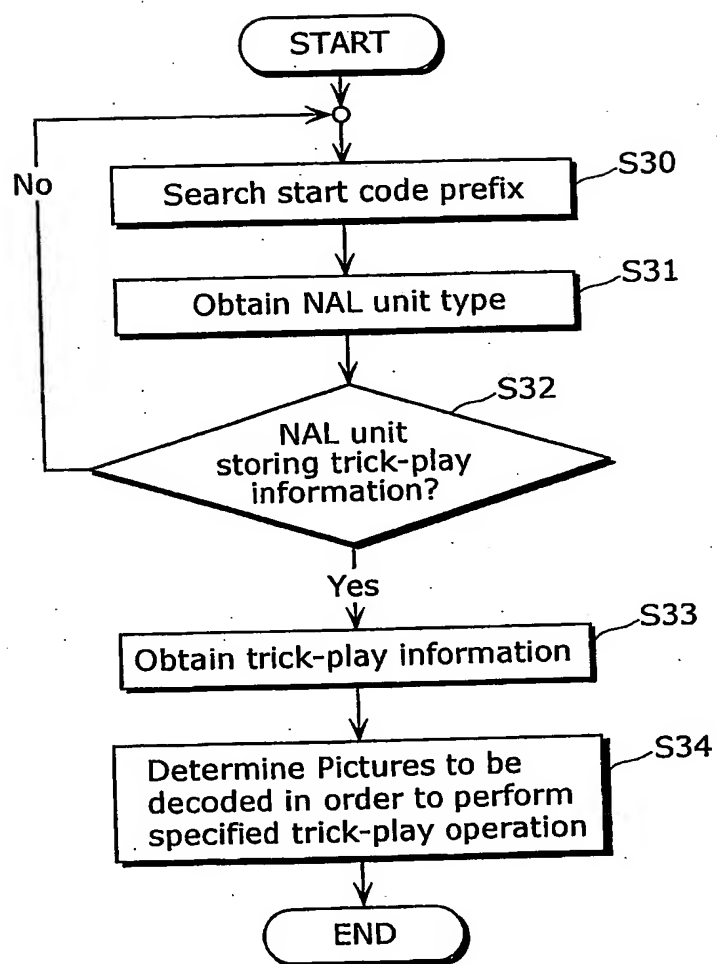 START
No
Search start code prefix
S30
Obtain NAL unit type
S31
S32
NAL unit
storing trick-play
information?
Yes
Obtain trick-play information
S33
Determine Pictures to be
decoded in order to perform
specified trick-play operation
S34
END